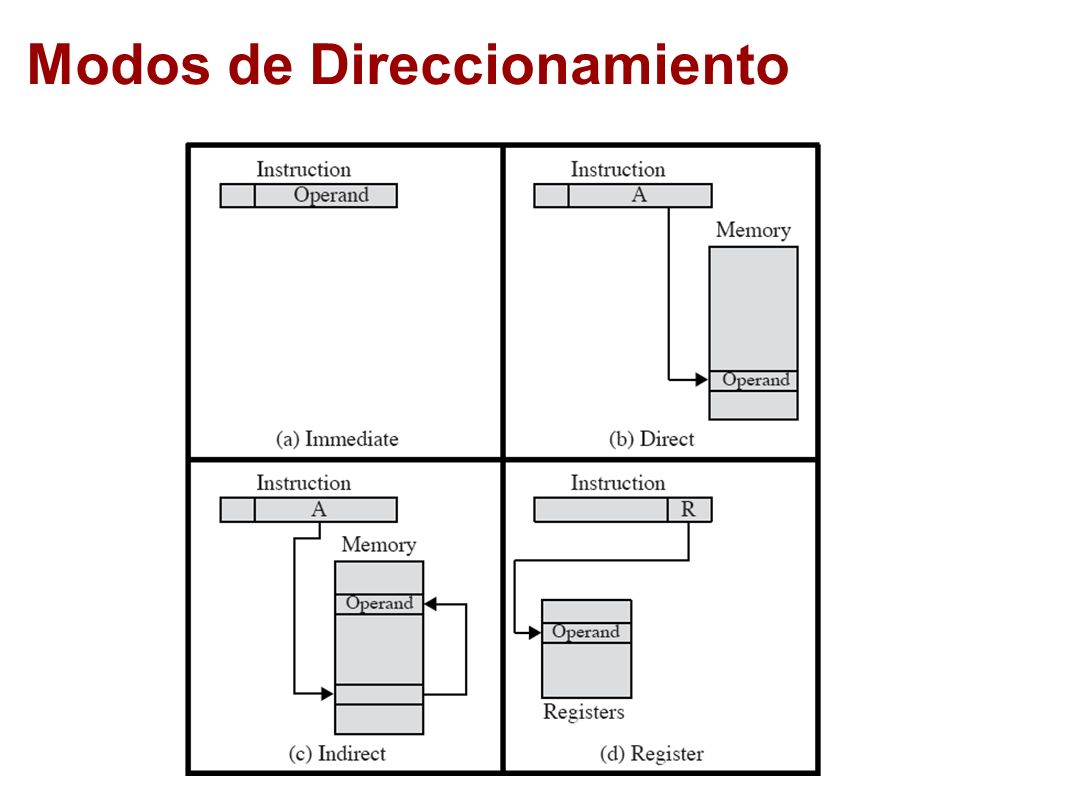 Modos de Direccionamiento
Instruction
Operand
(a) Immediate
Instruction
A
Memory
Operand
(b) Direct
Instruction
A
Memory
Operand
(c) Indirect
Instruction
R
Operand
Registers
(d) Register